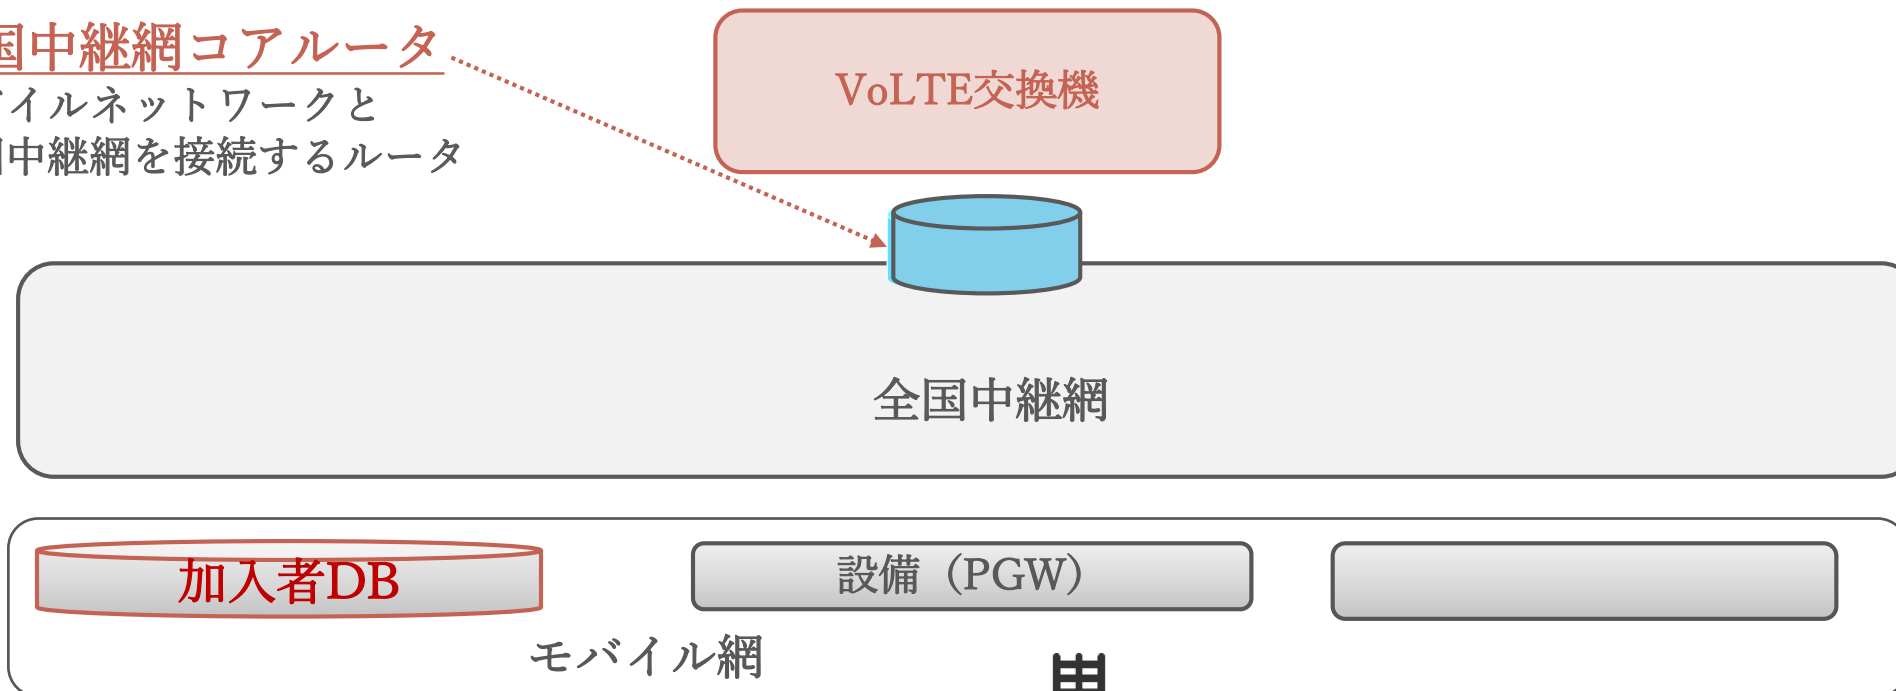 国中継網コアルータ
イルネットワークと
中継網を接続するルータ
VoLTE交換機
全国中継網
加入者DB
設備（PGW）
モバイル網